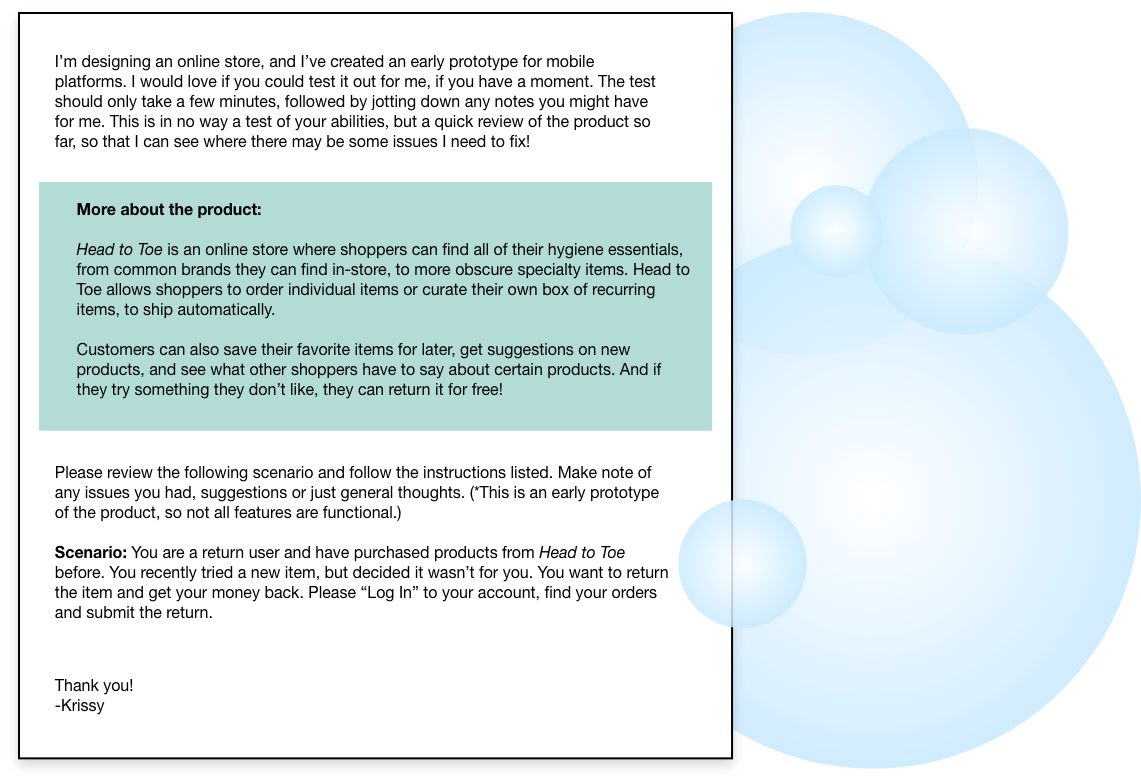 I’m designing an online store, and I’ve created an early prototype for mobile
platforms. I would love if you could test it out for me, if you have a moment. The test
should only take a few minutes, followed by jotting down any notes you might have
for me. This is in no way a test of your abilities, but a quick review of the product so
far, so that I can see where there may be some issues I need to fix!
More about the product:
Head to Toe is an online store where shoppers can find all of their hygiene essentials,
from common brands they can find in-store, to more obscure specialty items. Head to
Toe allows shoppers to order individual items or curate their own box of recurring
items, to ship automatically.
Customers can also save their favorite items for later, get suggestions on new
products, and see what other shoppers have to say about certain products. And if
they try something they don’t like, they can return it for free!
Please review the following scenario and follow the instructions listed. Make note of
any issues you had, suggestions or just general thoughts. (*This is an early prototype
of the product, so not all features are functional.)
Scenario: You are a return user and have purchased products from Head to Toe
before. You recently tried a new item, but decided it wasn’t for you. You want to return
the item and get your money back. Please “Log In” to your account, find your orders
and submit the return.
Thank you!
-Krissy